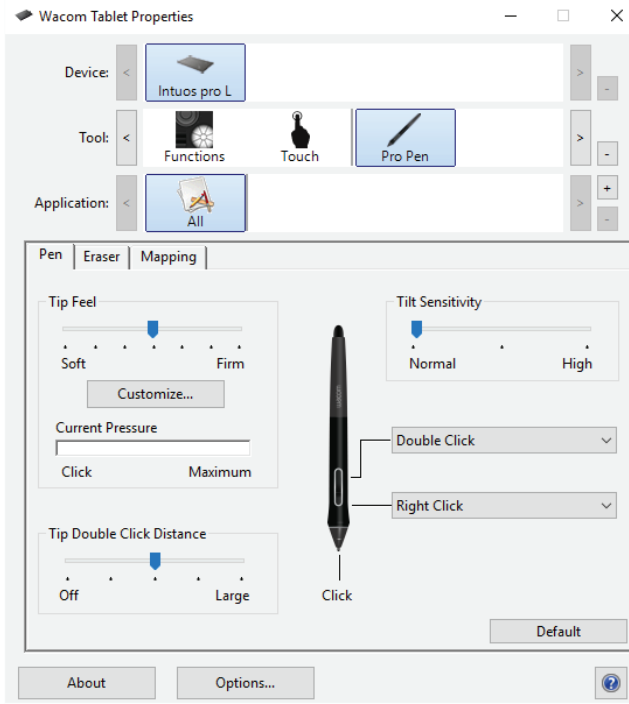 Wacom Tablet Properties
Device:
Intuos pro L
Tool:
Functions
Touch
Pro Pen
Application:
All
Pen
Eraser
Mapping
Tip Feel
Soft
Firm
Customize...
Current Pressure
Click
Maximum
Tip Double Click Distance
Off
Large
wacom
Click
Tilt Sensitivity
Normal
High
Double Click
Right Click
Default
About
Options...